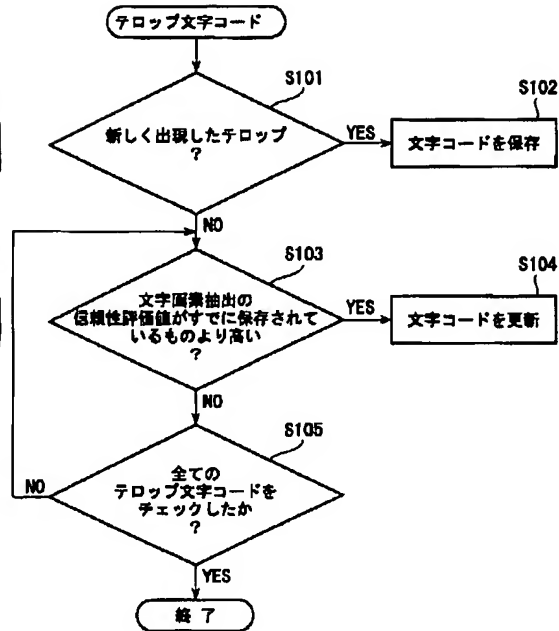 テロップ文字コード
S101
S102
新しく出現したテロップ
?
YES
文字コードを保存
NO
S103
S104
文字画素抽出の
信頼性評価値がすでに保存されて
いるものより高い
?
YES
文字コードを更新
NO
S105
全ての
テロップ文字コードを
チェックしたか
?
NO
YES
終了